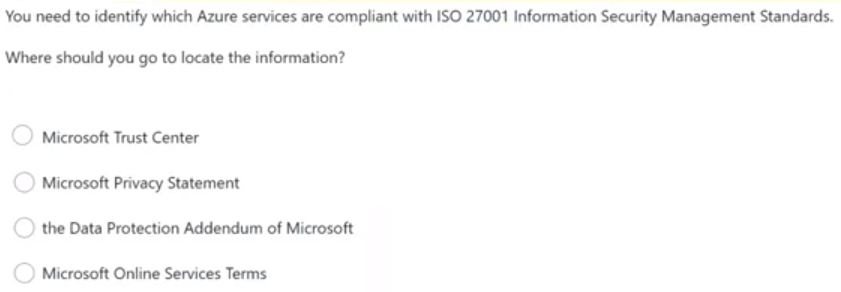 You need to identify which Azure services are compliant with ISO 27001 Information Security Management Standards.
Where should you go to locate the information?
Microsoft Trust Center
Microsoft Privacy Statement
the Data Protection Addendum of Microsoft
Microsoft Online Services Terms